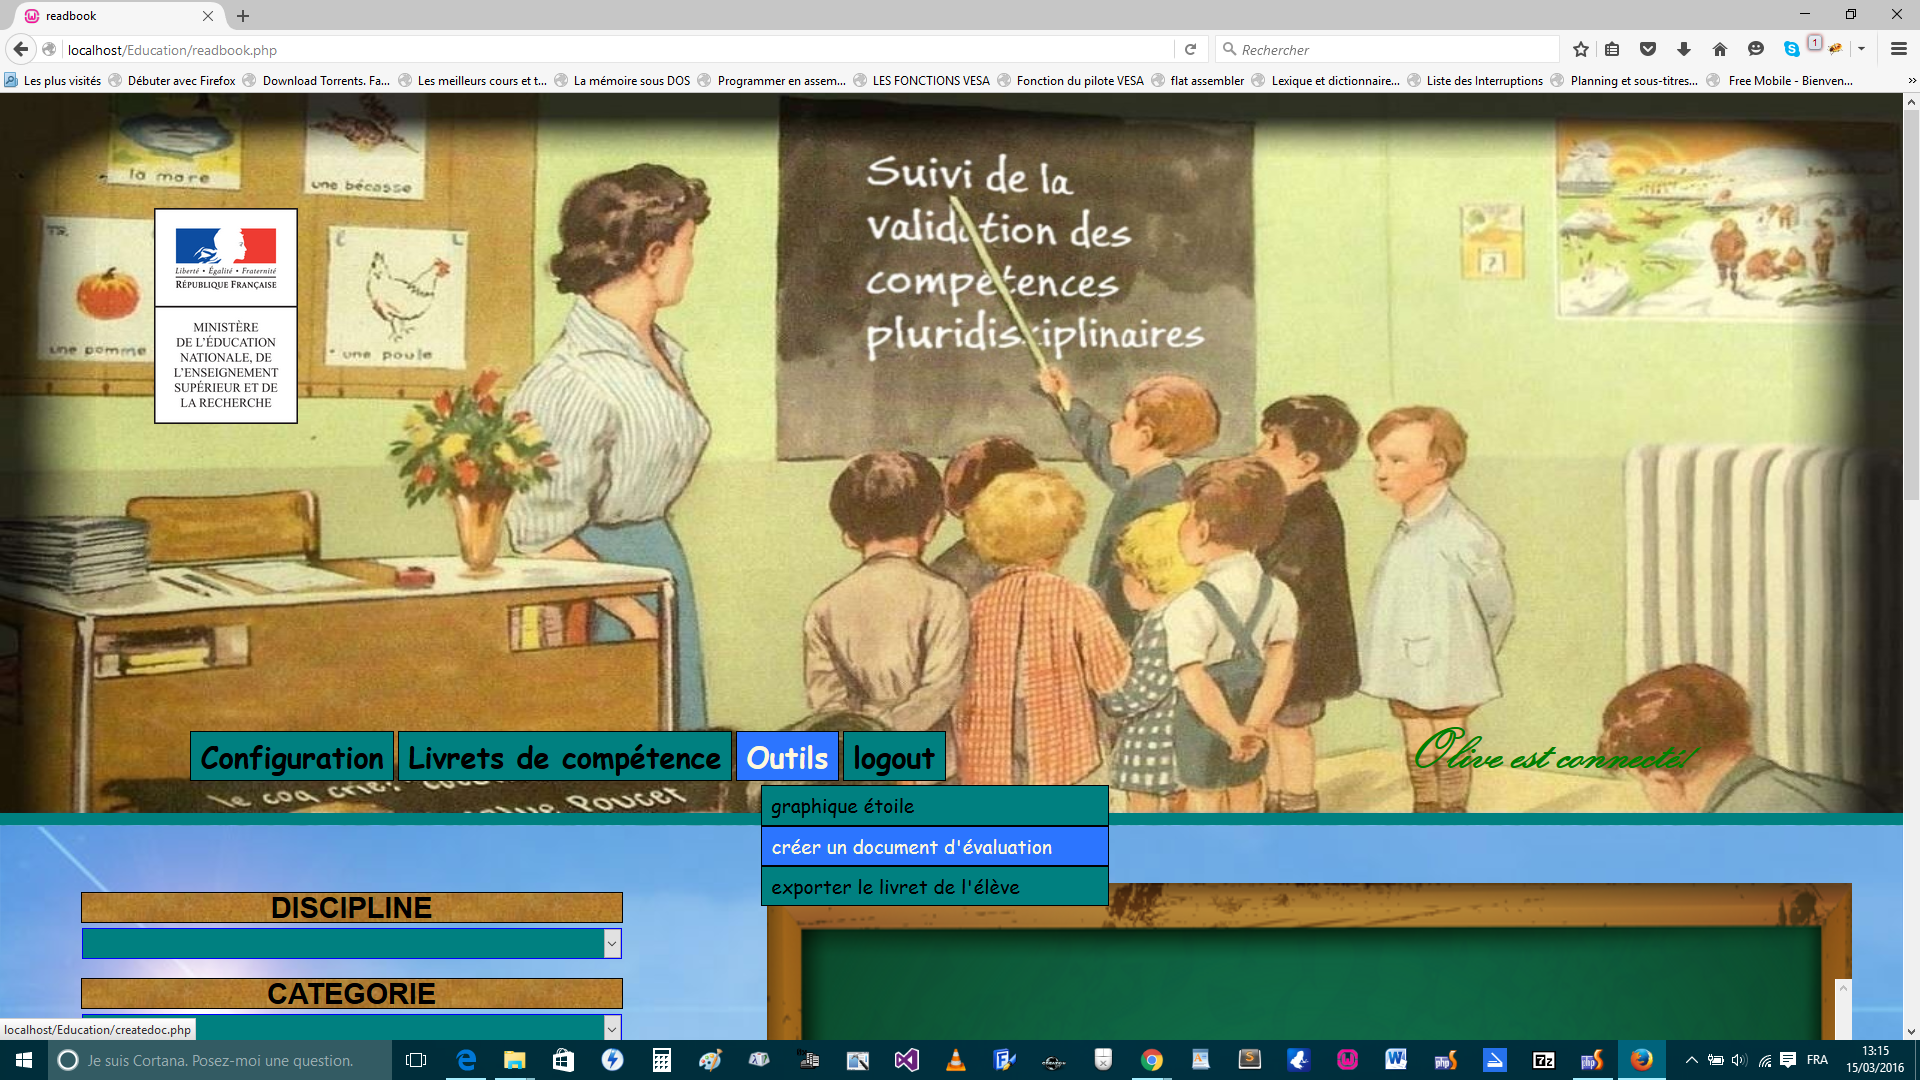 readbook
localhost/Education/readbook.php
Rechercher
1
Les plus visités
Débuter avec Firefox
Download Torrents. Fa...
Les meilleurs cours et t...
La mémoire sous DOS
Programmer en assem...
LES FONCTIONS VESA
Fonction du pilote VESA
flat assembler
Lexique et dictionnaire...
Liste des Interruptions
Planning et sous-titres...
Free Mobile - Bienven...
la mare
une bécasse
une pomme
une poule
Liberté • Égalité • Fraternité
RÉPUBLIQUE FRANÇAISE
MINISTÈRE
DE L'ÉDUCATION
NATIONALE, DE
L'ENSEIGNEMENT
SUPÉRIEUR ET DE
LA RECHERCHE
Suivi de la
validation des
compétences
pluridisciplinaires
7
Configuration
Livrets de compétence
Outils
logout
Olive est connecté!
le coq crie:
Poucet
graphique étoile
créer un document d'évaluation
exporter le livret de l'élève
DISCIPLINE
CATEGORIE
localhost/Education/createdoc.php
Je suis Cortana. Posez-moi une question.
FRA
13:15
15/03/2016